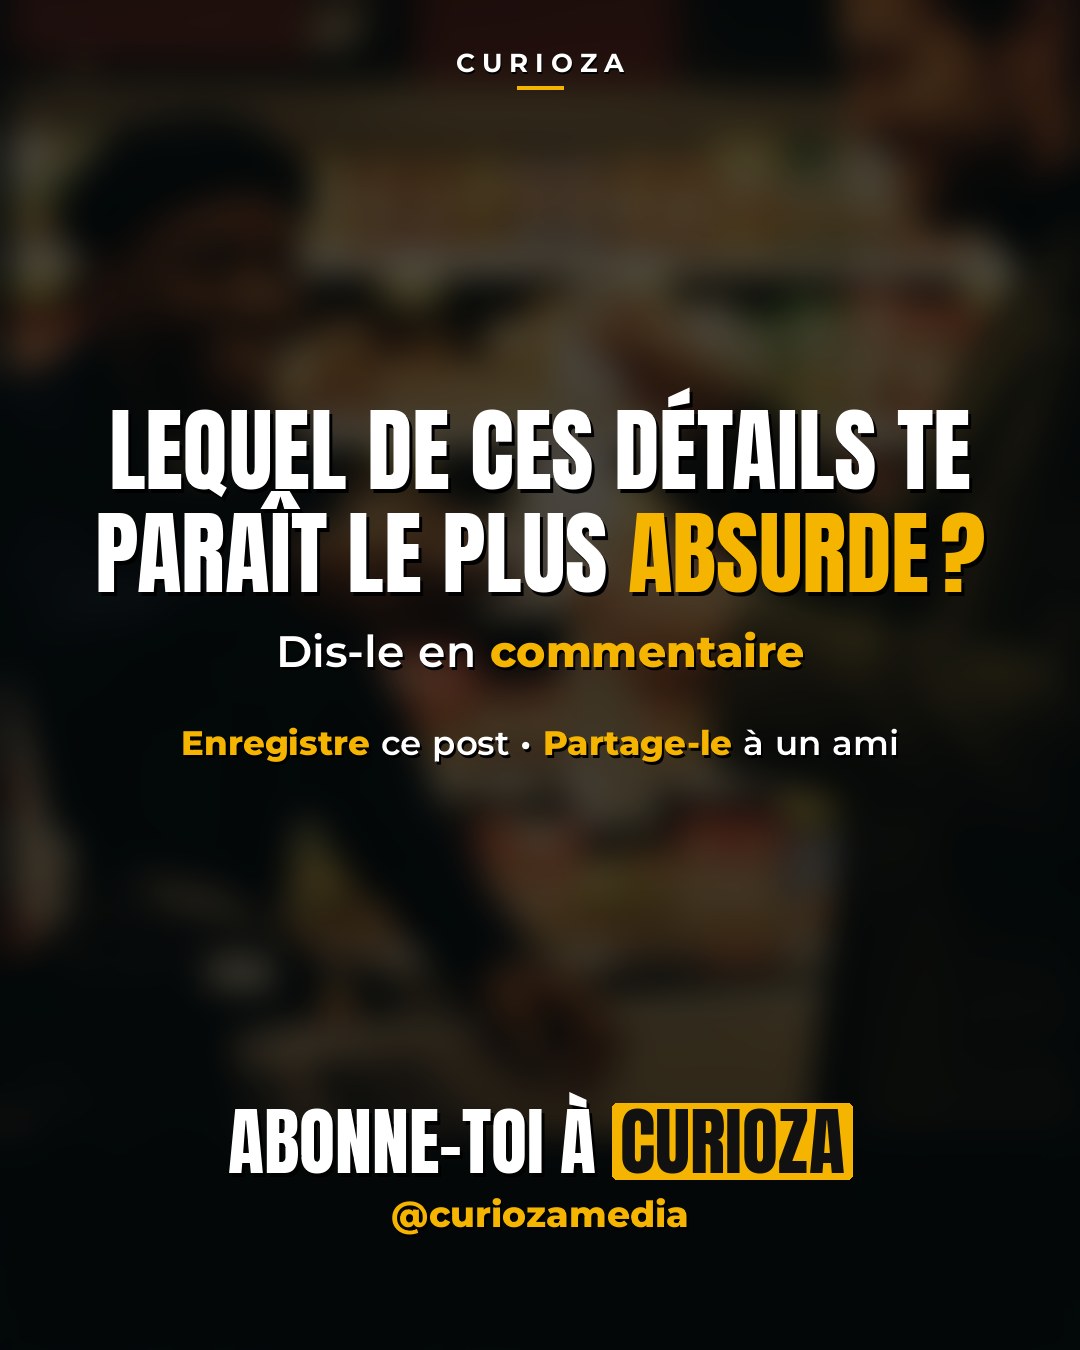 CURIOZA
LEQUEL DE CES DÉTAILS TE
PARAÎT LE PLUS ABSURDE ?
Dis-le en commentaire
Enregistre ce post • Partage-le à un ami
ABONNE-TOI À CURIOZA
@curiozamedia